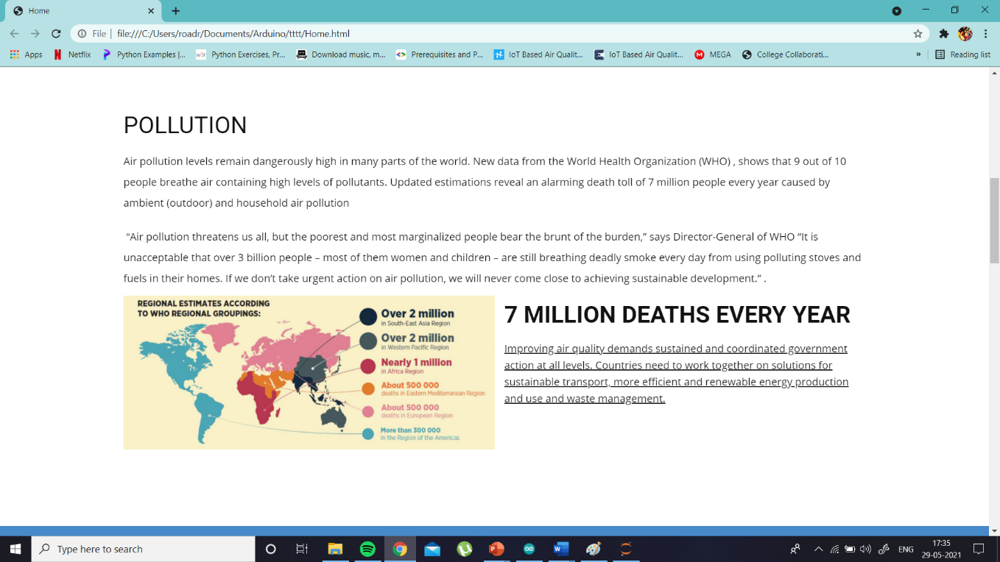 Home
File
file:///C:/Users/roadr/Documents/Arduino/tttt/Home.html
Apps
Netflix
Python Examples |...
w3r
Python Exercises, Pr...
Download music, m...
Prerequisites and P...
IoT Based Air Qualit...
IoT Based Air Qualit...
MEGA
College Collaborati...
»
Reading list
POLLUTION
Air pollution levels remain dangerously high in many parts of the world. New data from the World Health Organization (WHO) , shows that 9 out of 10
people breathe air containing high levels of pollutants. Updated estimations reveal an alarming death toll of 7 million people every year caused by
ambient (outdoor) and household air pollution
“Air pollution threatens us all, but the poorest and most marginalized people bear the brunt of the burden,” says Director-General of WHO “It is
unacceptable that over 3 billion people – most of them women and children – are still breathing deadly smoke every day from using polluting stoves and
fuels in their homes. If we don’t take urgent action on air pollution, we will never come close to achieving sustainable development.” .
REGIONAL ESTIMATES ACCORDING
TO WHO REGIONAL GROUPINGS:
Over 2 million
in South-East Asia Region
Over 2 million
in Western Pacific Region
Nearly 1 million
in Africa Region
About 500 000
deaths in Eastern Mediterranean Region
About 500 000
deaths in European Region
More than 300 000
in the Region of the Americas
7 MILLION DEATHS EVERY YEAR
Improving air quality demands sustained and coordinated government
action at all levels. Countries need to work together on solutions for
sustainable transport, more efficient and renewable energy production
and use and waste management.
Type here to search
ENG
17:35
29-05-2021